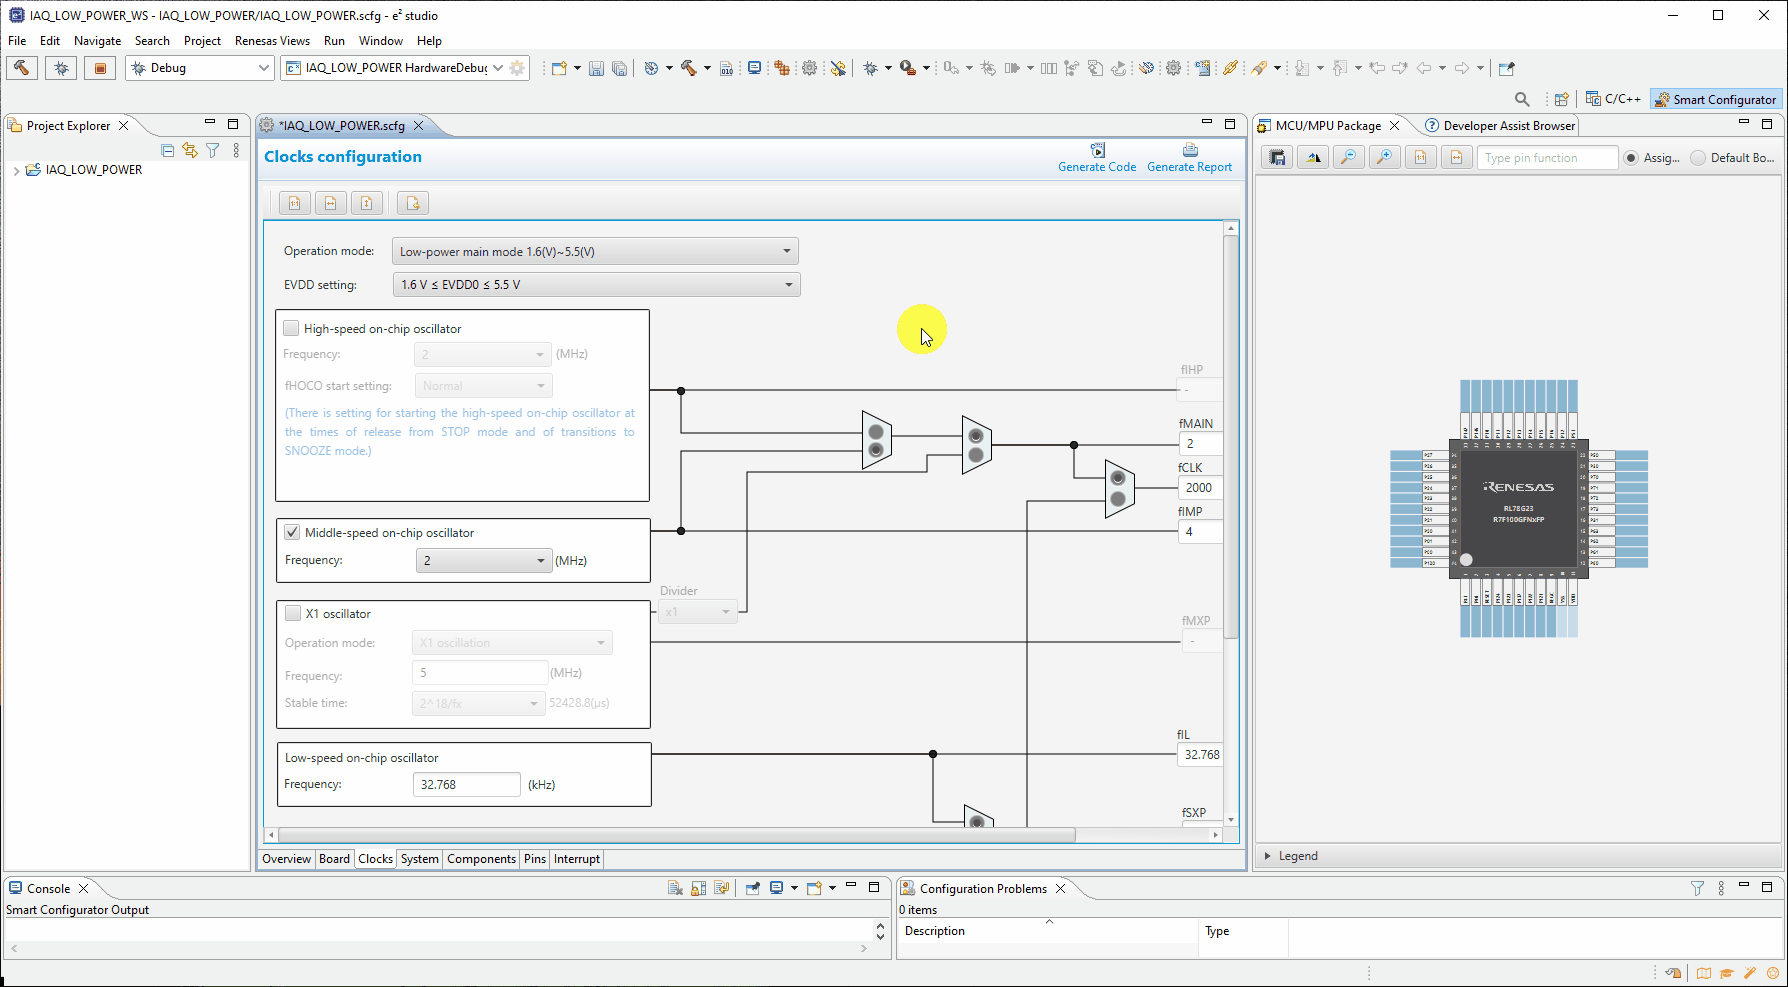 IAQ_LOW_POWER_WS - IAQ_LOW_POWER/IAQ_LOW_POWER.scfg - e² studio
File Edit Navigate Search Project Renesas Views Run Window Help
Debug
IAQ_LOW_POWER HardwareDebug
C/C++
Smart Configurator
Project Explorer
IAQ_LOW_POWER
*IAQ_LOW_POWER.scfg
Clocks configuration
Generate Code
Generate Report
Operation mode:
Low-power main mode 1.6(V)~5.5(V)
EVDD setting:
1.6 V ≤ EVDD0 ≤ 5.5 V
High-speed on-chip oscillator
Frequency:
2
(MHz)
fHOCO start setting:
Normal
(There is setting for starting the high-speed on-chip oscillator at
the times of release from STOP mode and of transitions to
SNOOZE mode.)
fIHP
-
fMAIN
2
fCLK
2000
fIMP
4
Middle-speed on-chip oscillator
Frequency:
2
(MHz)
Divider
x1
X1 oscillator
Operation mode:
X1 oscillation
Frequency:
5
(MHz)
Stable time:
2^18/fx
52428.8(μs)
fMXP
-
Low-speed on-chip oscillator
Frequency:
32.768
(kHz)
fIL
32.768
fSXP
Overview Board Clocks System Components Pins Interrupt
MCU/MPU Package
Developer Assist Browser
Type pin function
Assig...
Default Bo...
RENESAS
RL78G23
R7F100GFNxFP
Legend
Console
Smart Configurator Output
Configuration Problems
0 items
Description
Type